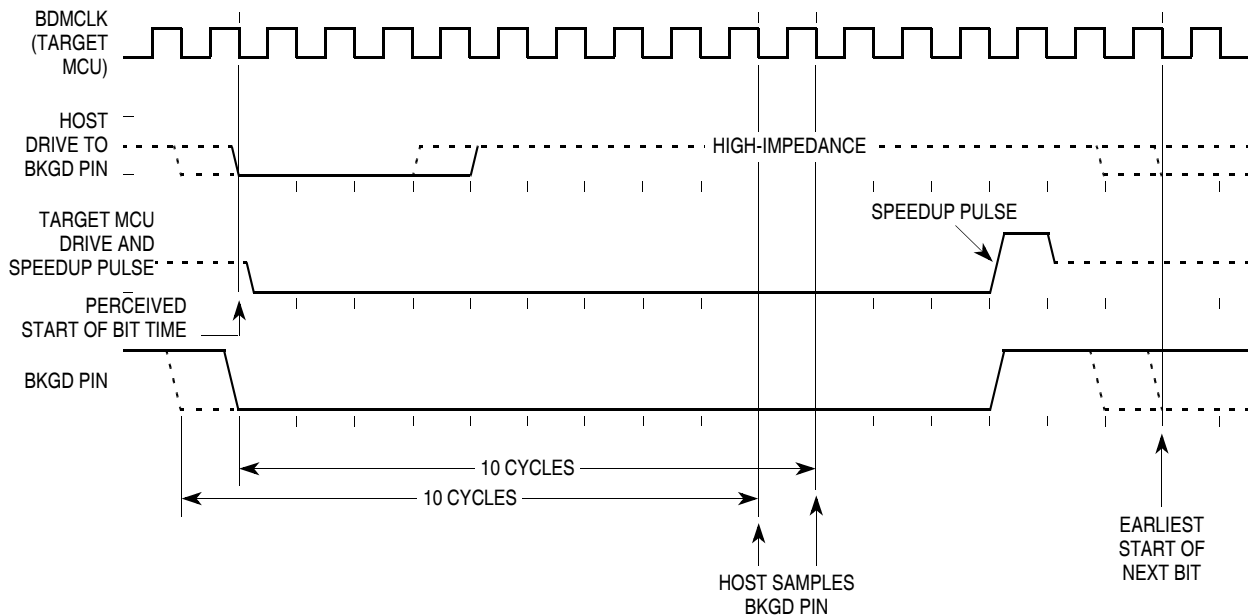 BDMCLK
(TARGET
MCU)
HOST
DRIVE TO
BKGD PIN
HIGH-IMPEDANCE
TARGET MCU
DRIVE AND
SPEEDUP PULSE
SPEEDUP PULSE
PERCEIVED
START OF BIT TIME
BKGD PIN
10 CYCLES
10 CYCLES
HOST SAMPLES
BKGD PIN
EARLIEST
START OF
NEXT BIT